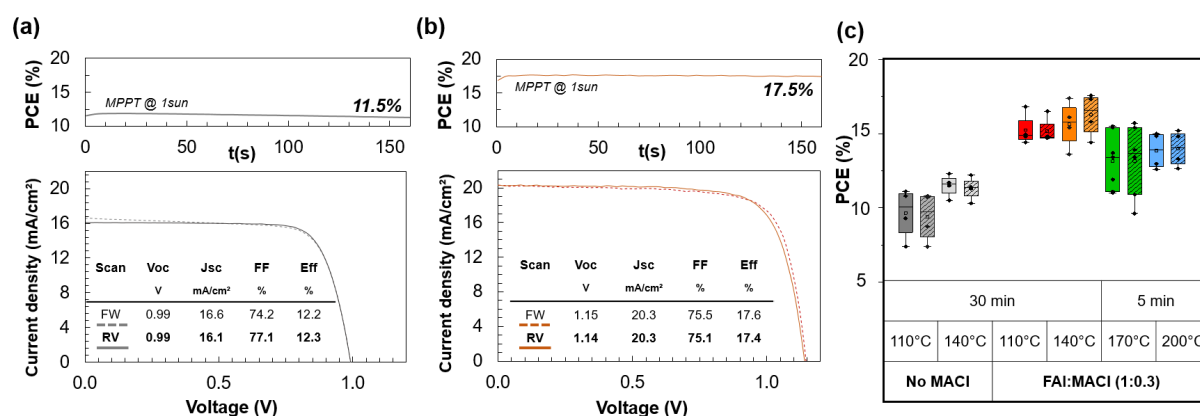 (a)
20
15
10
PCE (%)
MPPT @ 1sun
11.5%
0
50
100
150
t(s)
20
16
12
8
4
0
Current density (mA/cm²)
Scan Voc Jsc FF Eff
V mA/cm² % %
FW 0.99 16.6 74.2 12.2
RV 0.99 16.1 77.1 12.3
0.0
0.5
1.0
Voltage (V)
(b)
20
15
10
PCE (%)
MPPT @ 1sun
17.5%
0
50
100
150
t(s)
24
20
16
12
8
4
0
Current density (mA/cm²)
Scan Voc Jsc FF Eff
V mA/cm² % %
FW 1.15 20.3 75.5 17.6
RV 1.14 20.3 75.1 17.4
0.0
0.5
1.0
Voltage (V)
(c)
20
15
10
5
PCE (%)
30 min 5 min
110°C 140°C 110°C 140°C 170°C 200°C
No MACl FAI:MACl (1:0.3)